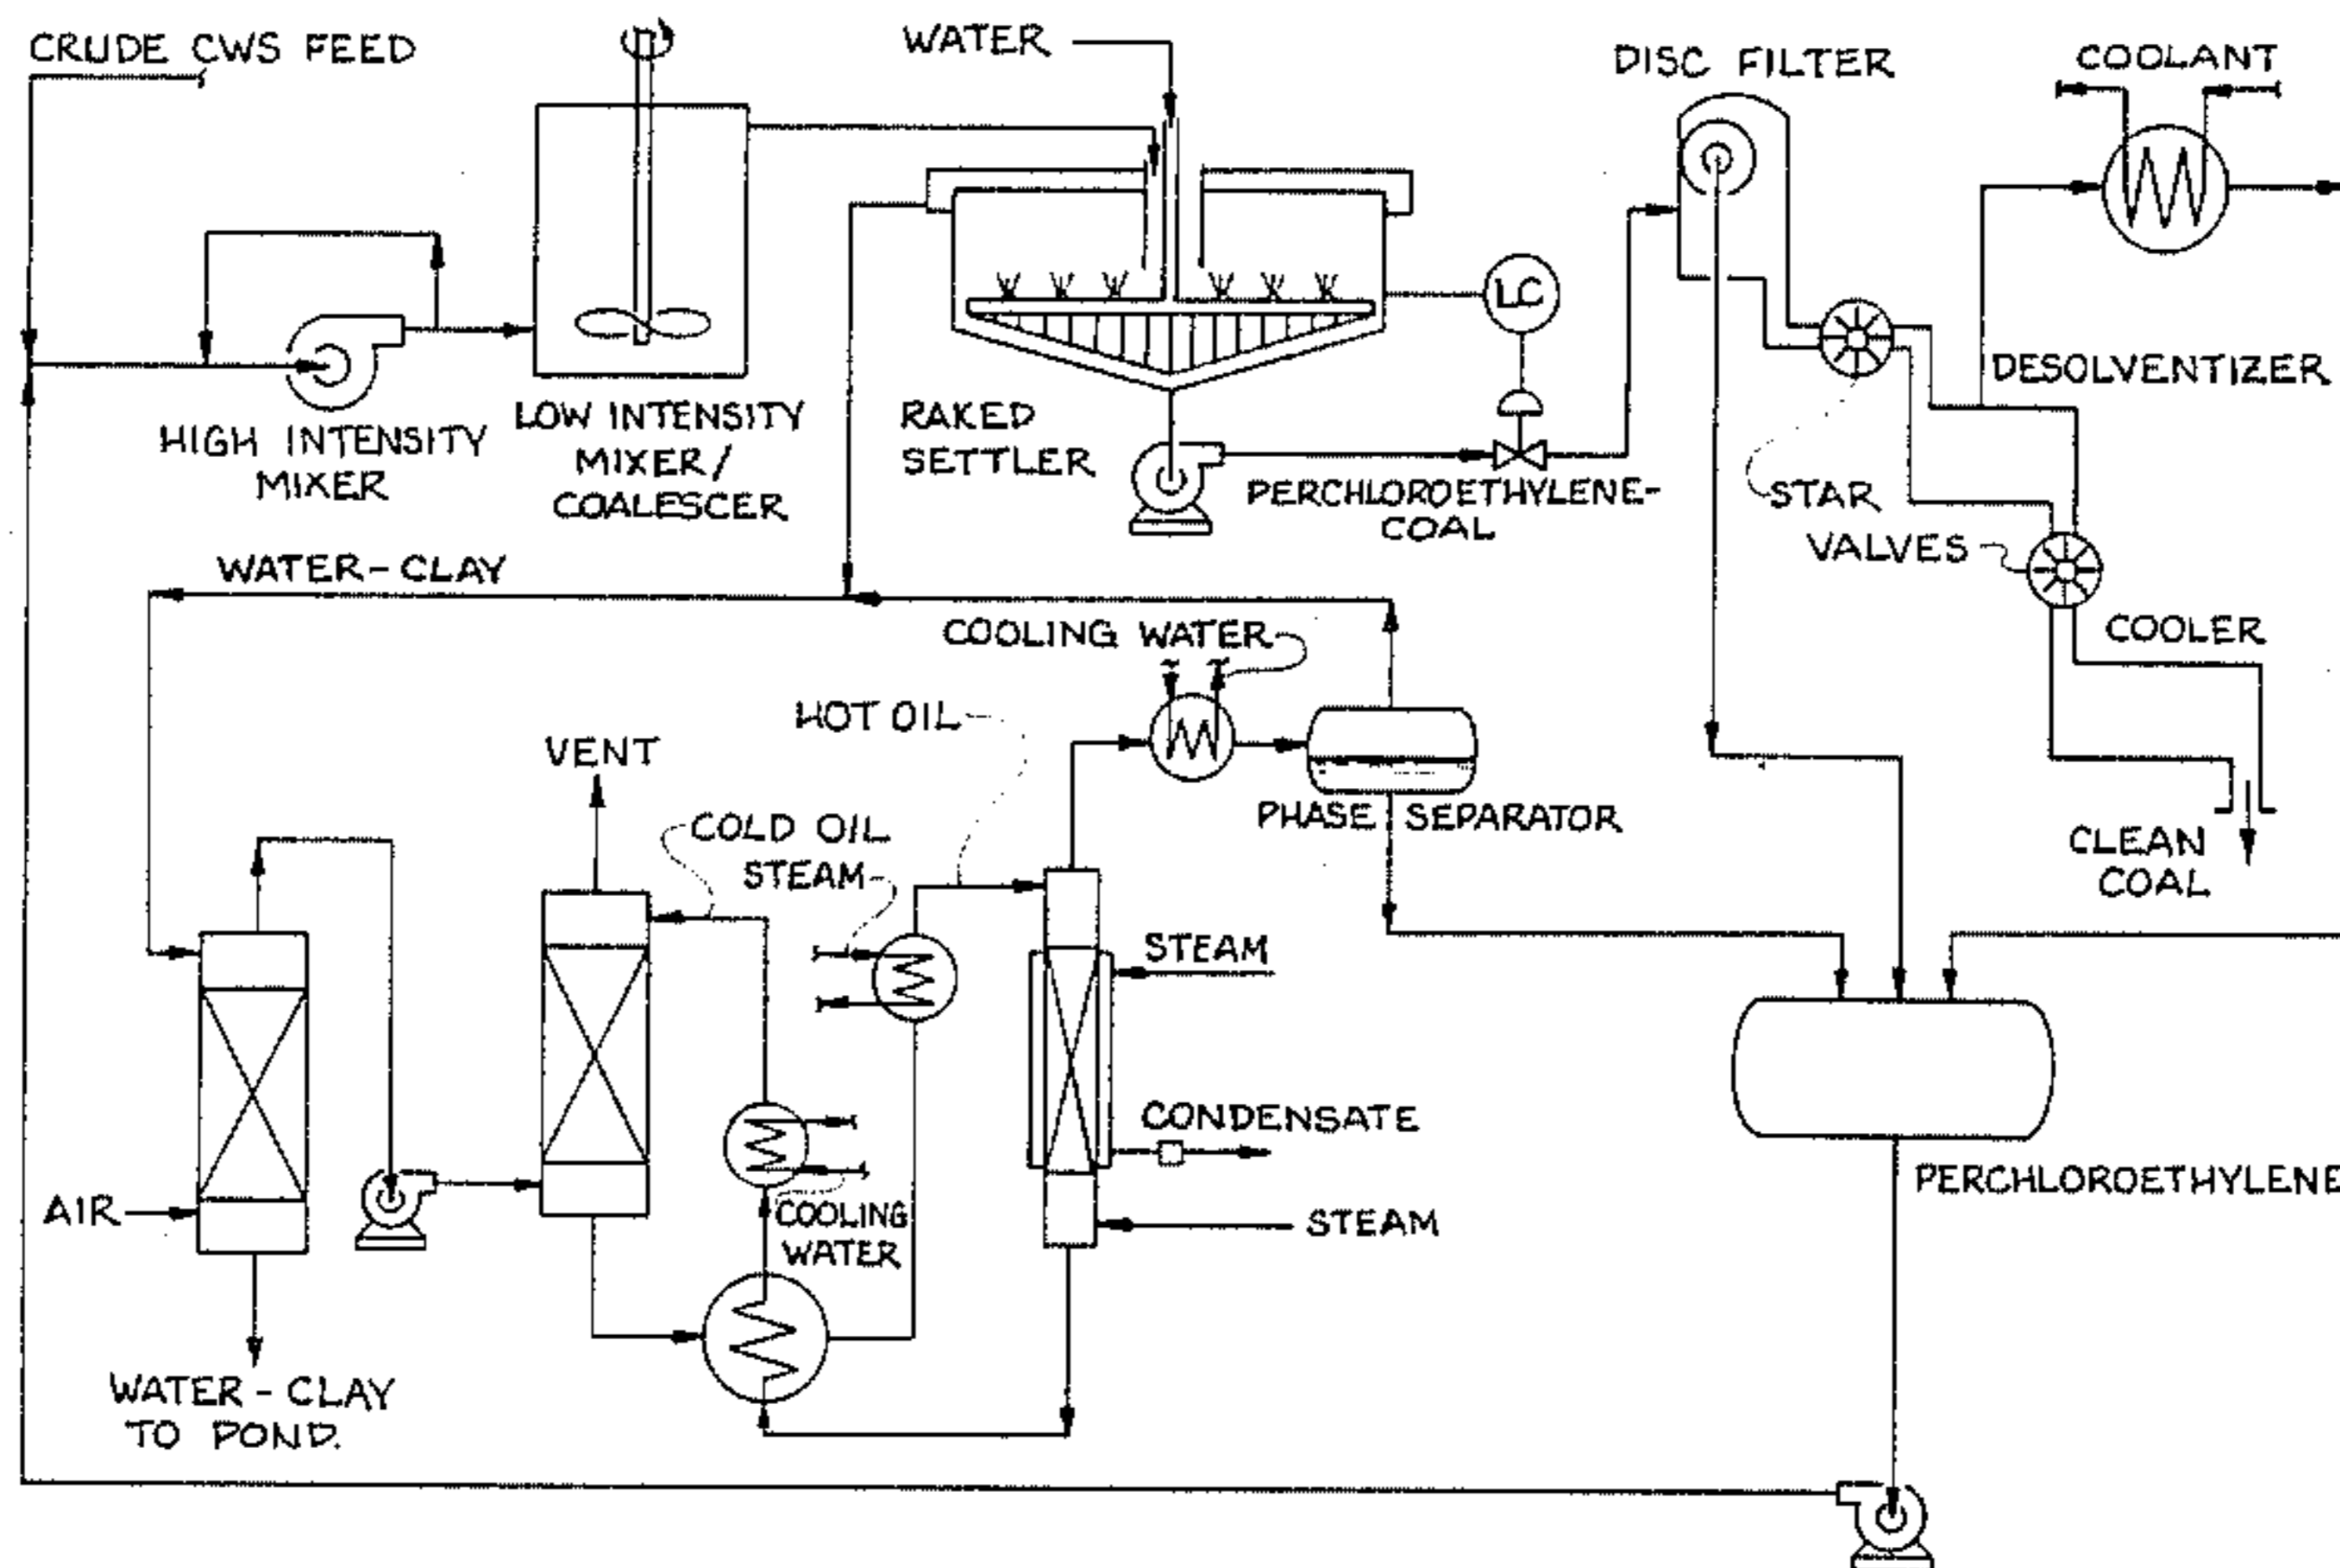 CRUDE CWS FEED
WATER
DISC FILTER
COOLANT
HIGH INTENSITY
MIXER
LOW INTENSITY
MIXER/
COALESCER
RAKED
SETTLER
LC
PERCHLOROETHYLENE-
COAL
DESOLVENTIZER
STAR
VALVES
COOLER
WATER-CLAY
COOLING WATER
HOT OIL
VENT
COLD OIL
STEAM
PHASE SEPARATOR
CLEAN
COAL
STEAM
CONDENSATE
AIR
COOLING
WATER
STEAM
PERCHLOROETHYLENE
WATER-CLAY
TO POND.